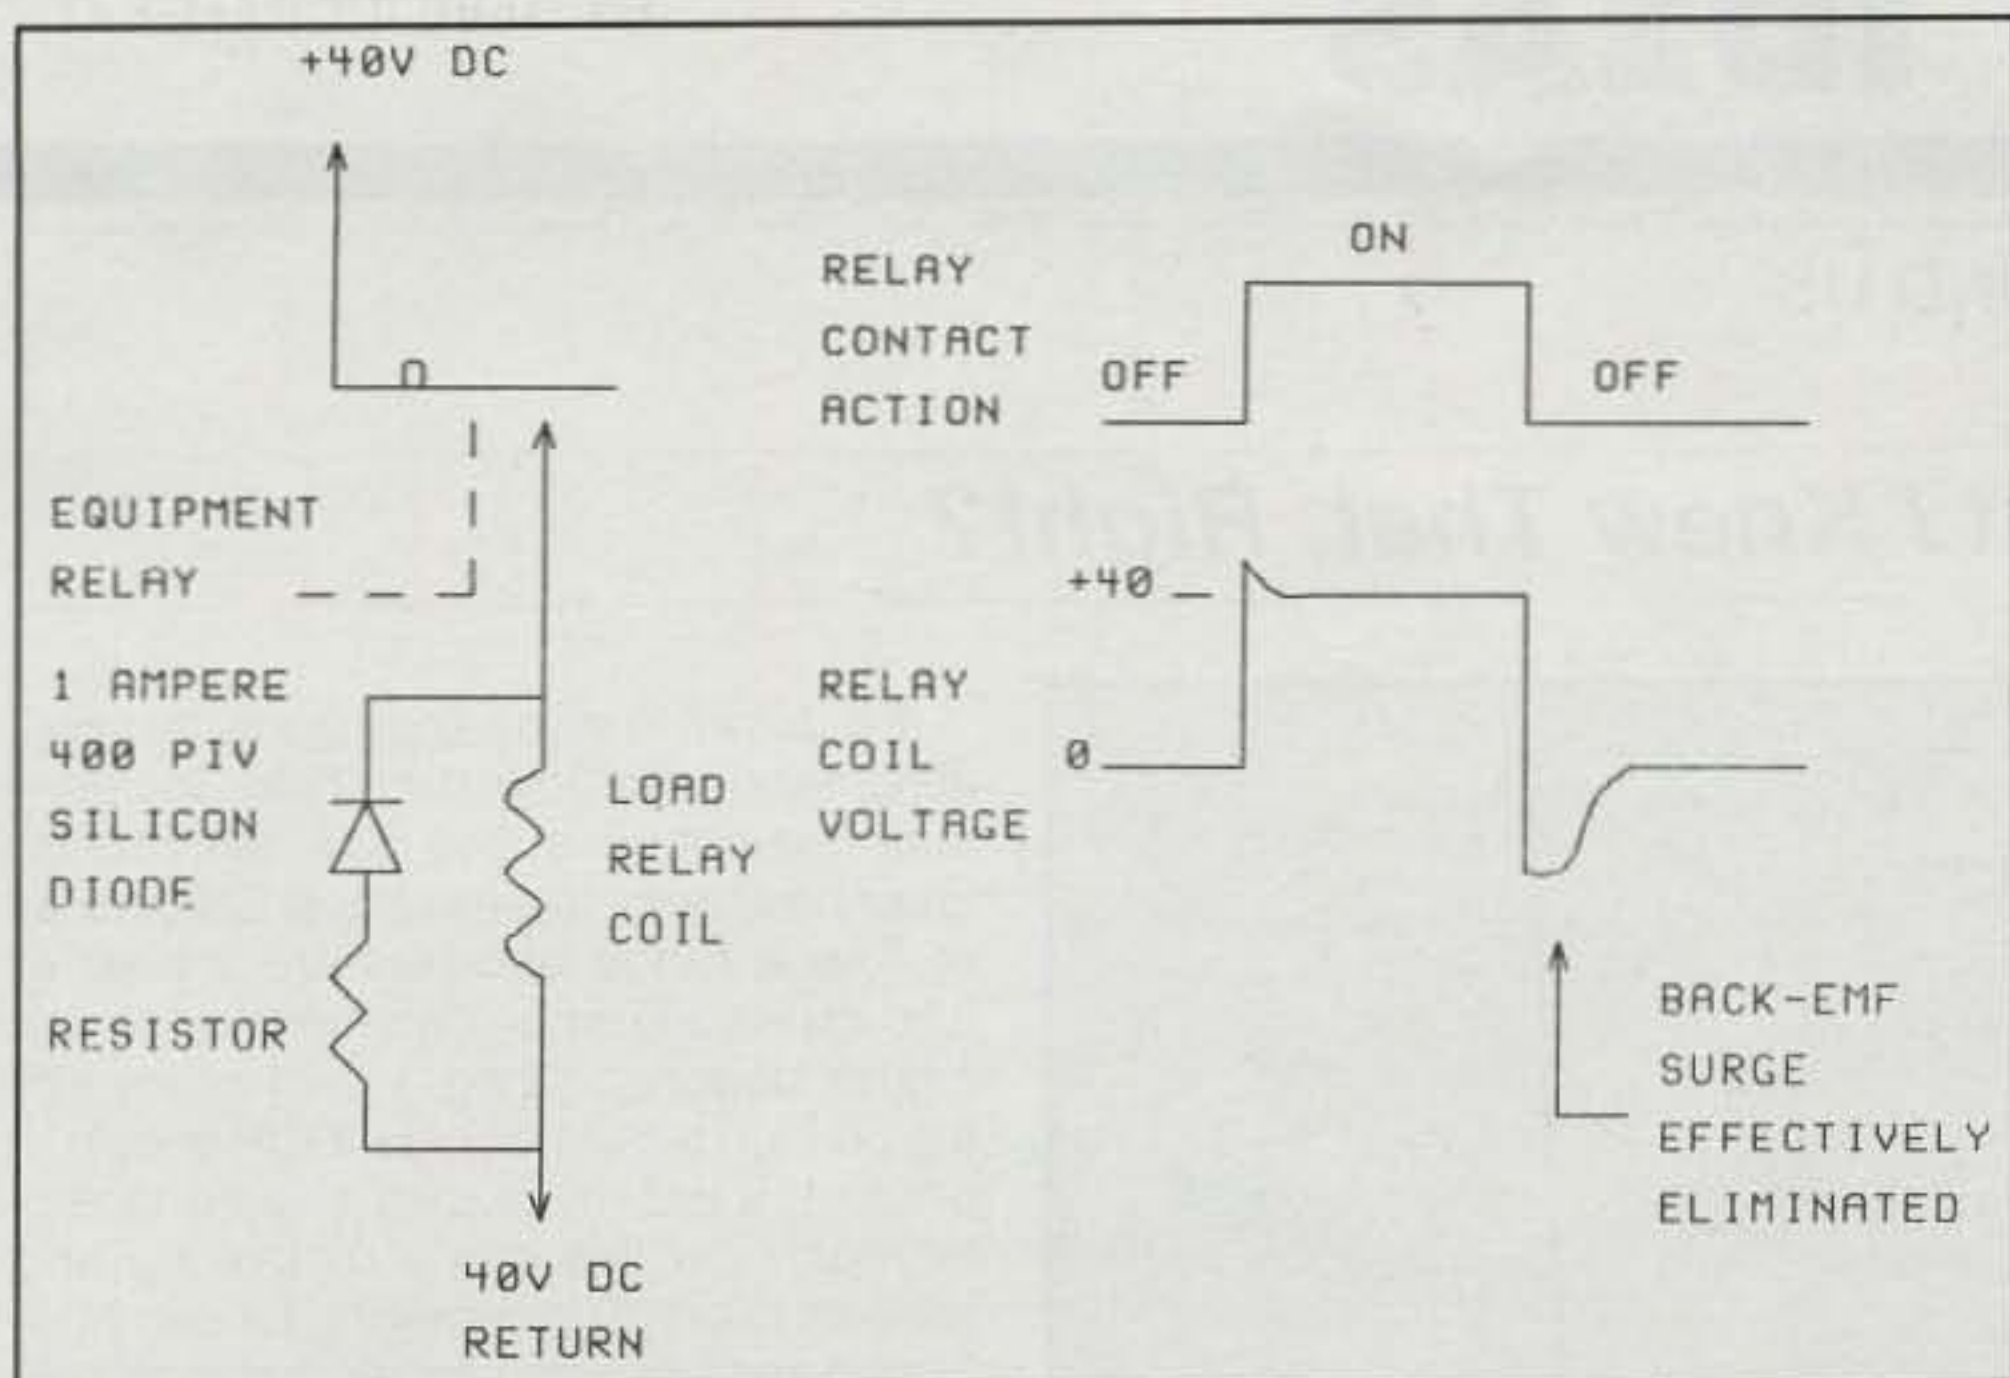 +40V DC
EQUIPMENT
RELAY
1 AMPERE
400 PIV
SILICON
DIODE
RESISTOR
LOAD
RELAY
COIL
40V DC
RETURN
RELAY
CONTACT
ACTION
OFF
ON
OFF
RELAY
COIL
VOLTAGE
+40
0
BACK-EMF
SURGE
EFFECTIVELY
ELIMINATED